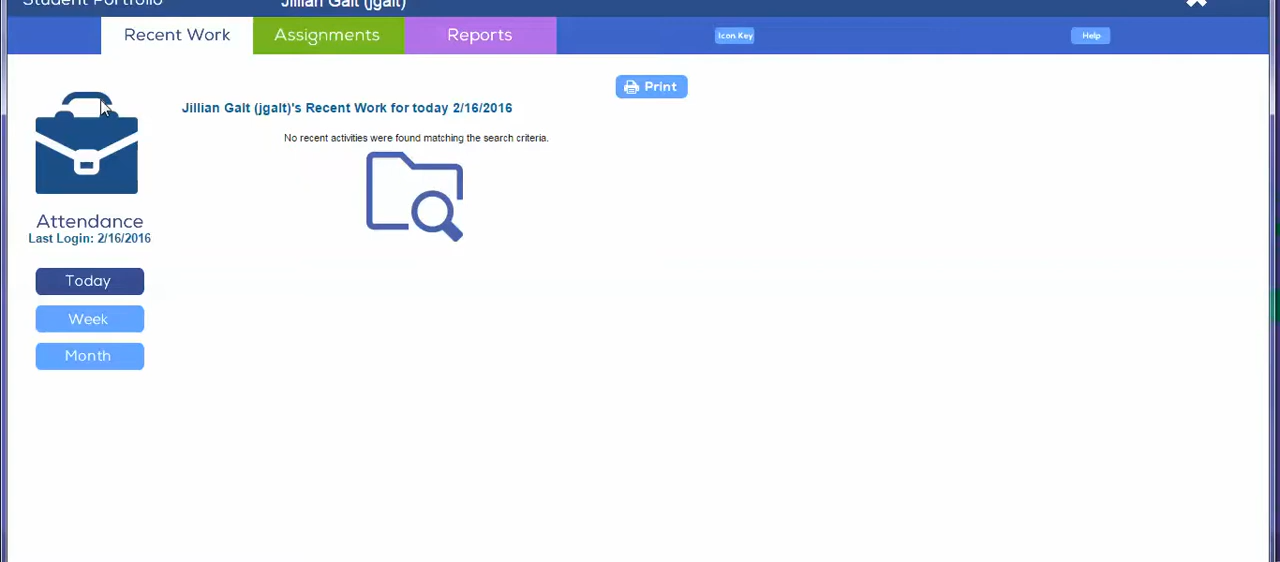 Student Portfolio
Jillian Galt (jgalt)
Recent Work
Assignments
Reports
Icon Key
Help
Print
Jillian Galt (jgalt)'s Recent Work for today 2/16/2016
No recent activities were found matching the search criteria.
Attendance
Last Login: 2/16/2016
Today
Week
Month